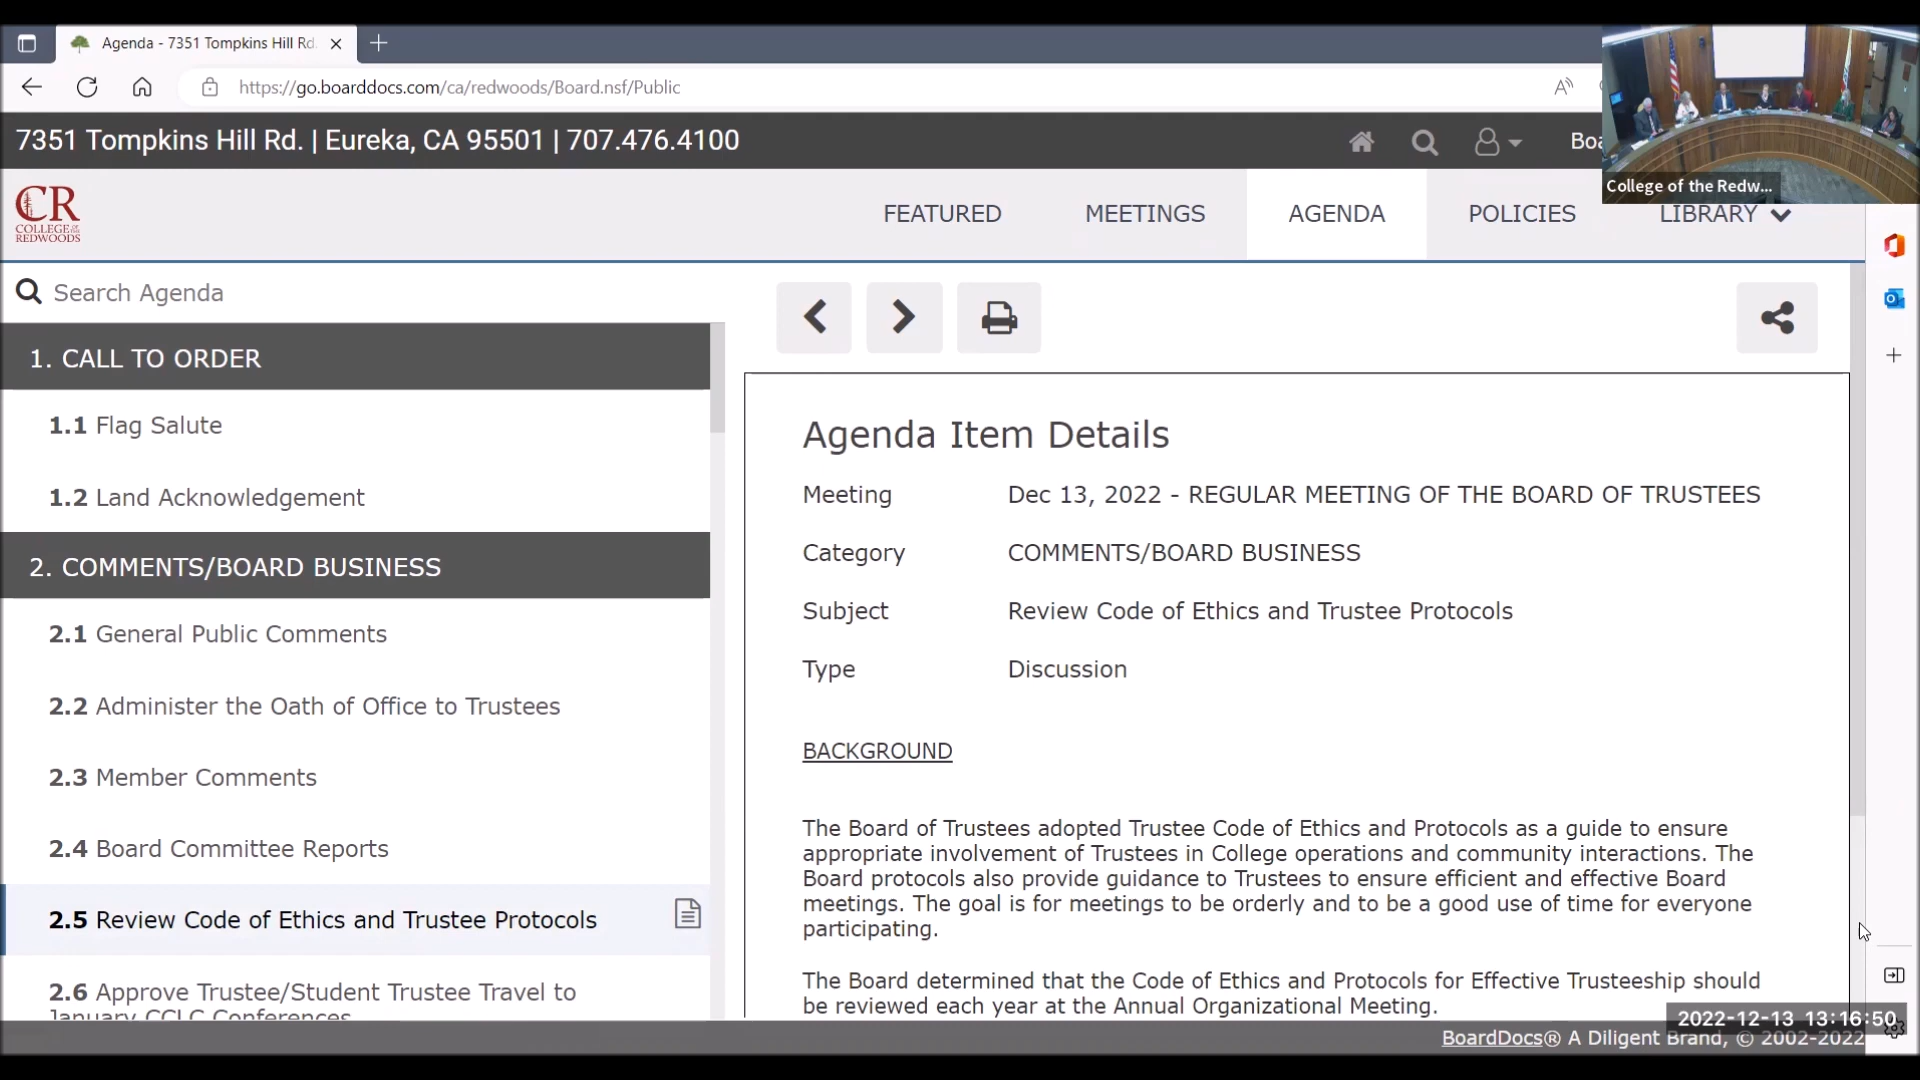 Agenda - 7351 Tompkins Hill Rd.
https://go.boarddocs.com/ca/redwoods/Board.nsf/Public
7351 Tompkins Hill Rd. | Eureka, CA 95501 | 707.476.4100
College of the Redw...
CR
COLLEGE OF THE
REDWOODS
FEATURED
MEETINGS
AGENDA
POLICIES
LIBRARY
Search Agenda
1. CALL TO ORDER
1.1 Flag Salute
1.2 Land Acknowledgement
2. COMMENTS/BOARD BUSINESS
2.1 General Public Comments
2.2 Administer the Oath of Office to Trustees
2.3 Member Comments
2.4 Board Committee Reports
2.5 Review Code of Ethics and Trustee Protocols
2.6 Approve Trustee/Student Trustee Travel to
January CCLC Conferences
Agenda Item Details
Meeting Dec 13, 2022 - REGULAR MEETING OF THE BOARD OF TRUSTEES
Category COMMENTS/BOARD BUSINESS
Subject Review Code of Ethics and Trustee Protocols
Type Discussion
BACKGROUND
The Board of Trustees adopted Trustee Code of Ethics and Protocols as a guide to ensure
appropriate involvement of Trustees in College operations and community interactions. The
Board protocols also provide guidance to Trustees to ensure efficient and effective Board
meetings. The goal is for meetings to be orderly and to be a good use of time for everyone
participating.
The Board determined that the Code of Ethics and Protocols for Effective Trusteeship should
be reviewed each year at the Annual Organizational Meeting.
2022-12-13 13:16:50
BoardDocs® A Diligent Brand, © 2002-2022